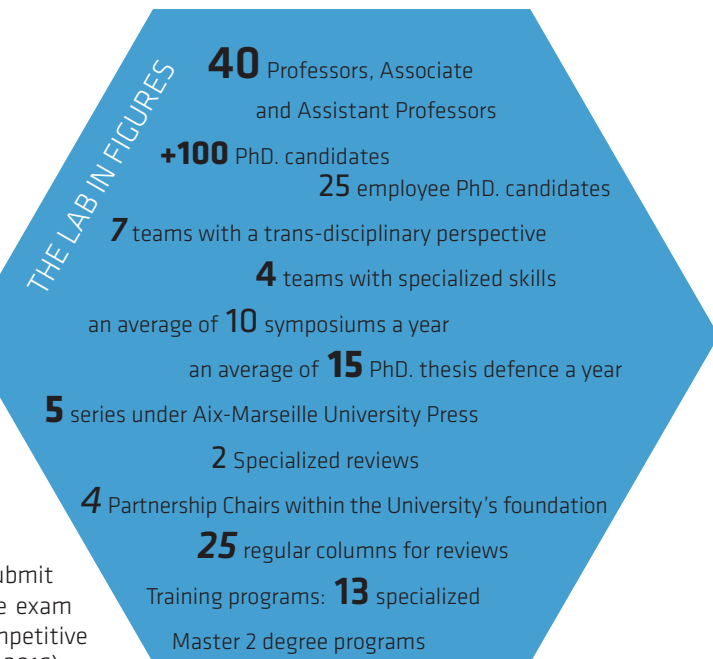 THE LAB IN FIGURES
40 Professors, Associate
and Assistant Professors
+100 PhD. candidates
25 employee PhD. candidates
7 teams with a trans-disciplinary perspective
4 teams with specialized skills
an average of 10 symposiums a year
an average of 15 PhD. thesis defence a year
5 series under Aix-Marseille University Press
2 Specialized reviews
4 Partnership Chairs within the University's foundation
25 regular columns for reviews
Training programs: 13 specialized
Master 2 degree programs
exam